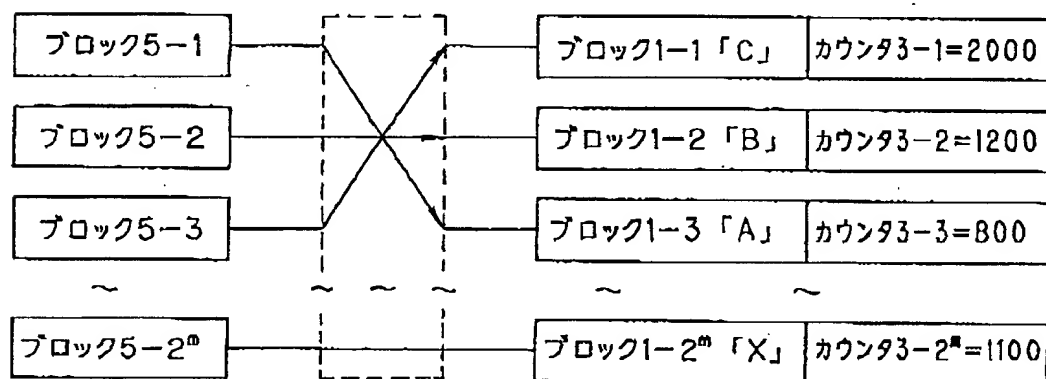 ブロック5-1 ブロック1-1「C」 カウンタ3-1=2000
ブロック5-2 ブロック1-2「B」 カウンタ3-2=1200
ブロック5-3 ブロック1-3「A」 カウンタ3-3=800
~ ~ ~ ~ ~ ~
ブロック5-2ᵐ ブロック1-2ᵐ「X」 カウンタ3-2ᵐ=1100